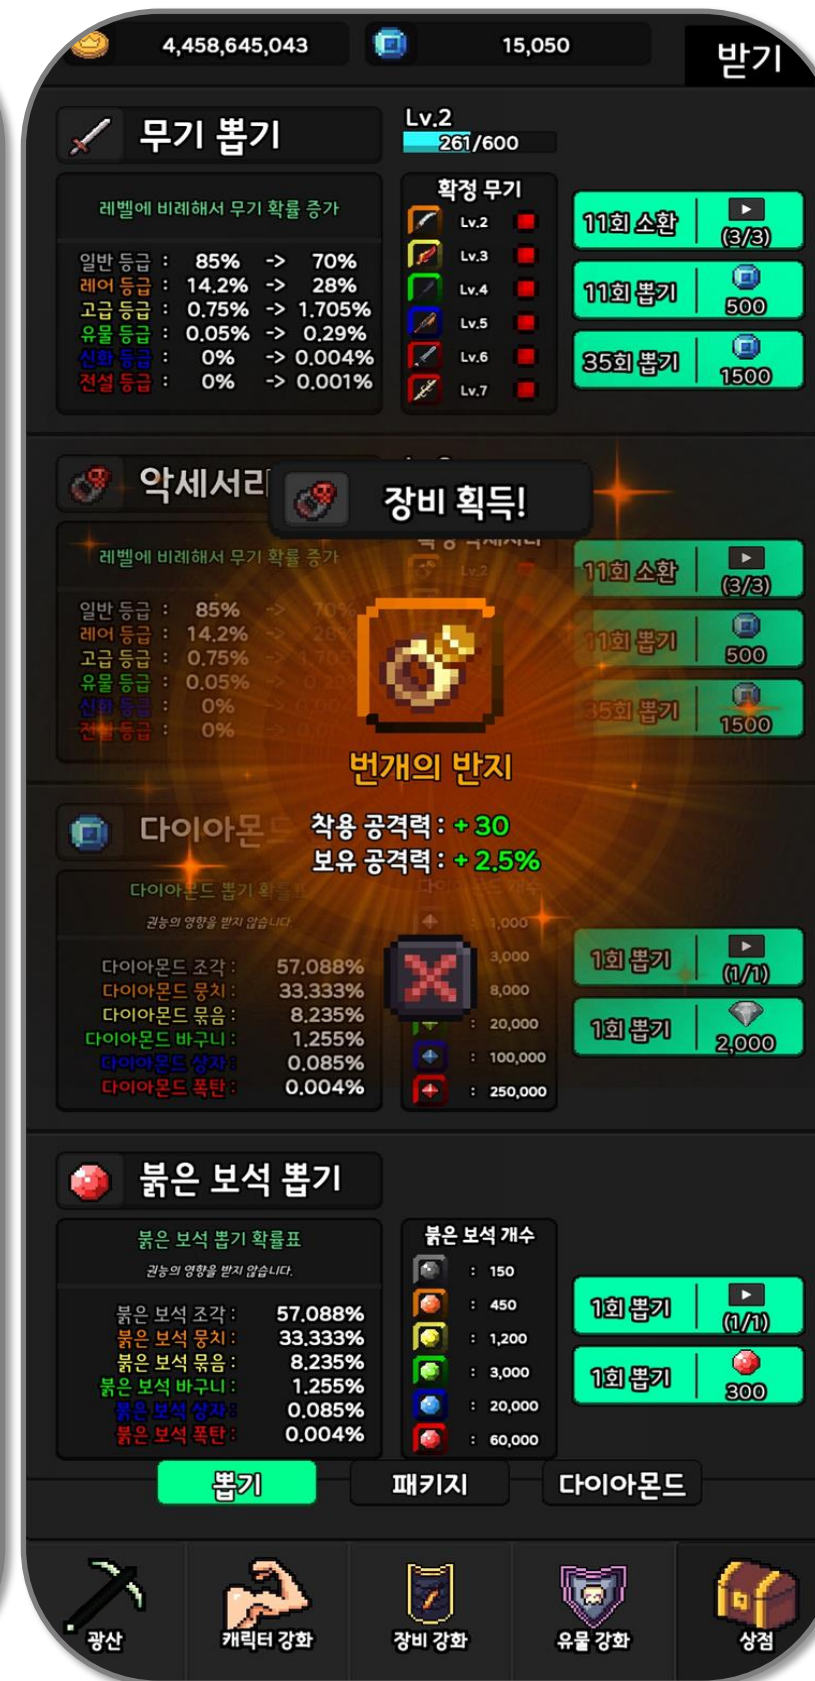 4,458,645,043
15,050
받기
무기 뽑기
Lv.2
261/600
레벨에 비례해서 무기 확률 증가
일반 등급 : 85% -> 70%
레어 등급 : 14.2% -> 28%
고급 등급 : 0.75% -> 1.705%
유물 등급 : 0.05% -> 0.29%
신화 등급 : 0% -> 0.004%
전설 등급 : 0% -> 0.001%
확정 무기
Lv.2
Lv.3
Lv.4
Lv.5
Lv.6
Lv.7
11회 소환 (3/3)
11회 뽑기 500
35회 뽑기 1500
악세서리
장비 획득!
레벨에 비례해서 무기 확률 증가
일반 등급 : 85% -> 70%
레어 등급 : 14.2% -> 28%
고급 등급 : 0.75%
유물 등급 : 0.05%
신화 등급 : 0%
전설 등급 : 0%
Lv.2
11회 소환 (3/3)
11회 뽑기 500
35회 뽑기 1500
번개의 반지
착용 공격력 : + 30
보유 공격력 : + 2.5%
다이아몬드
다이아몬드 뽑기 확률표
권능의 영향을 받지 않습니다.
다이아몬드 조각 : 57.088%
다이아몬드 뭉치 : 33.333%
다이아몬드 묶음 : 8.235%
다이아몬드 바구니 : 1.255%
다이아몬드 상자 : 0.085%
다이아몬드 폭탄 : 0.004%
다이아몬드 개수
: 1,000
3,000
8,000
: 20,000
: 100,000
: 250,000
1회 뽑기 (1/1)
1회 뽑기 2,000
붉은 보석 뽑기
붉은 보석 뽑기 확률표
권능의 영향을 받지 않습니다.
붉은 보석 조각 : 57.088%
붉은 보석 뭉치 : 33.333%
붉은 보석 묶음 : 8.235%
붉은 보석 바구니 : 1.255%
붉은 보석 상자 : 0.085%
붉은 보석 폭탄 : 0.004%
붉은 보석 개수
: 150
: 450
: 1,200
: 3,000
: 20,000
: 60,000
1회 뽑기 (1/1)
1회 뽑기 300
뽑기
패키지
다이아몬드
광산
캐릭터 강화
장비 강화
유물 강화
상점